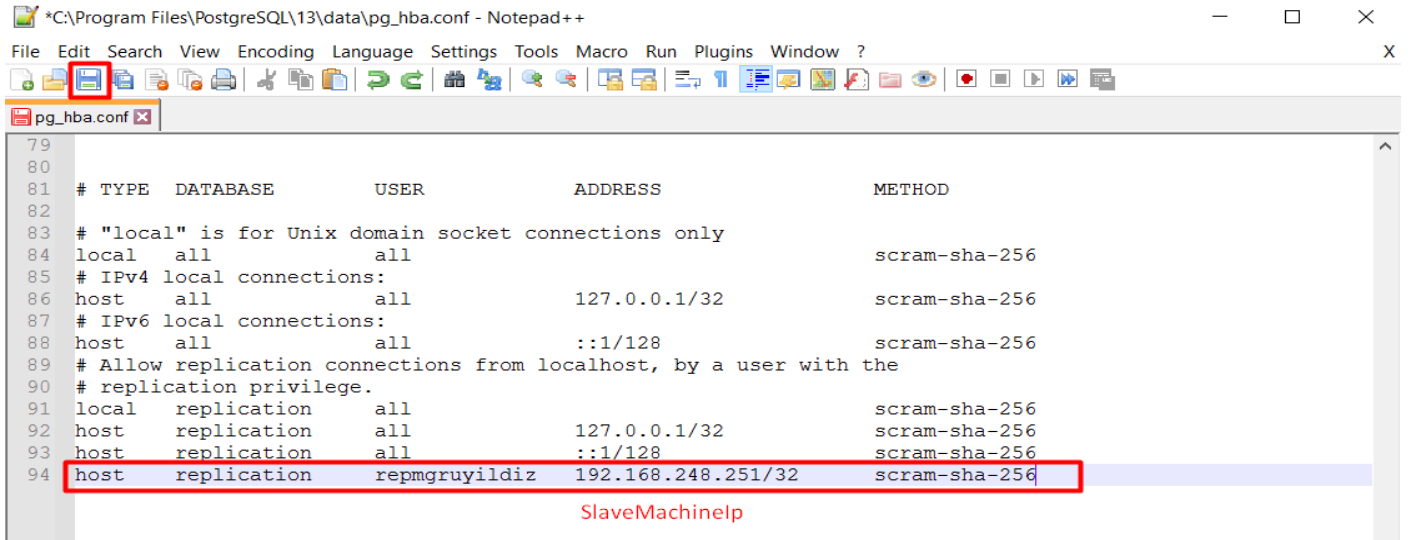 *C:\Program Files\PostgreSQL\13\data\pg_hba.conf - Notepad++
File Edit Search View Encoding Language Settings Tools Macro Run Plugins Window ? X
pg_hba.conf
79
80
81 # TYPE DATABASE USER ADDRESS METHOD
82
83 # "local" is for Unix domain socket connections only
84 local all all scram-sha-256
85 # IPv4 local connections:
86 host all all 127.0.0.1/32 scram-sha-256
87 # IPv6 local connections:
88 host all all ::1/128 scram-sha-256
89 # Allow replication connections from localhost, by a user with the
90 # replication privilege.
91 local replication all scram-sha-256
92 host replication all 127.0.0.1/32 scram-sha-256
93 host replication all ::1/128 scram-sha-256
94 host replication repmgruyildiz 192.168.248.251/32 scram-sha-256
SlaveMachineIp